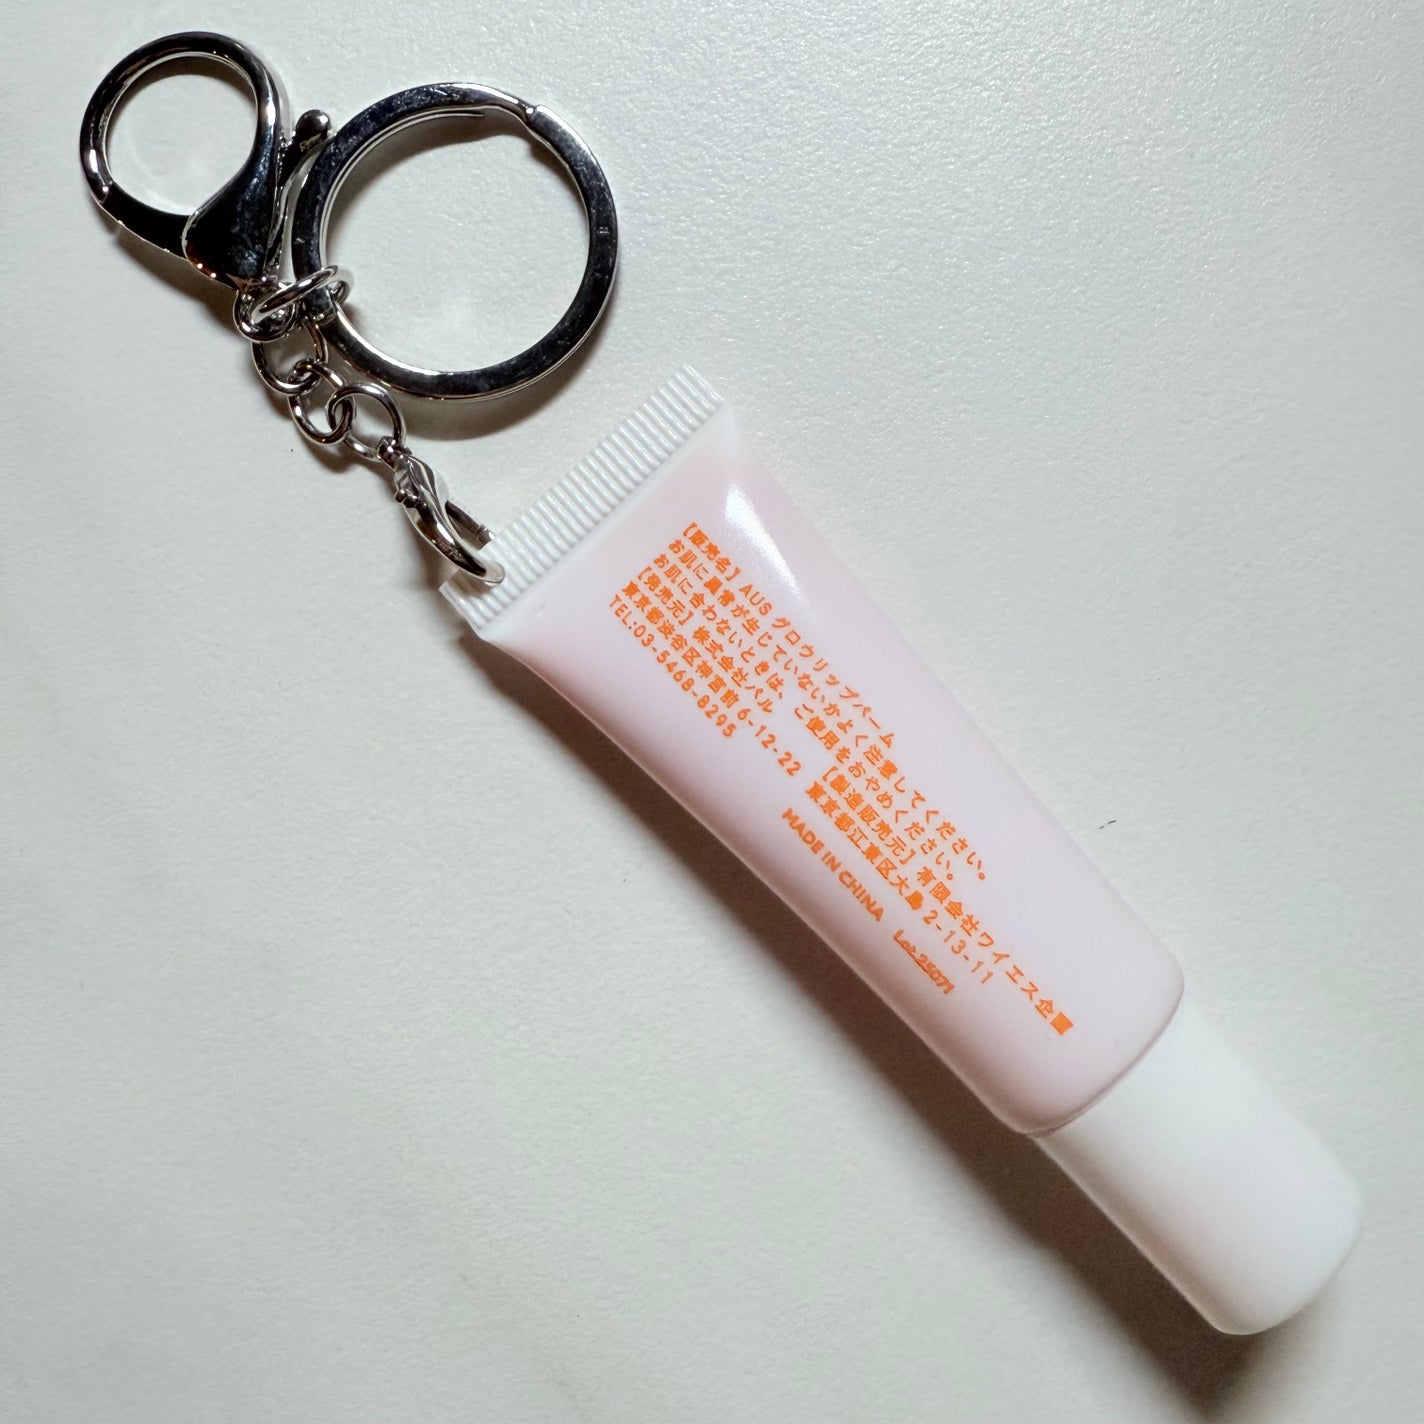 【販売名】AUS グロウリップバーム
お肌に異常が生じていないかよく注意してください。
お肌に合わないときは、ご使用をおやめください。
【発売元】株式会社パル 【製造販売元】有限会社ワイエス企画
東京都渋谷区神宮前 6-12-22 東京都江東区大島 2-13-11
TEL:03-5468-8295
MADE IN CHINA Lot.25071